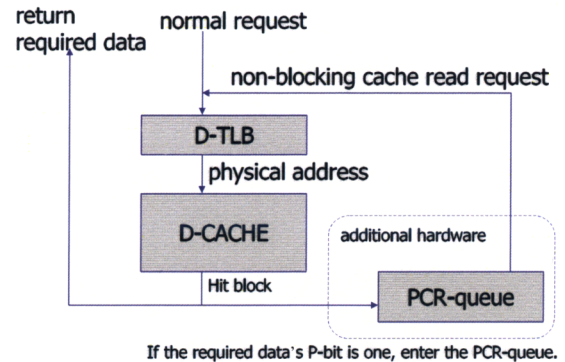 return
required data
normal request
non-blocking cache read request
D-TLB
physical address
D-CACHE
additional hardware
Hit block
PCR-queue
If the required data's P-bit is one, enter the PCR-queue.